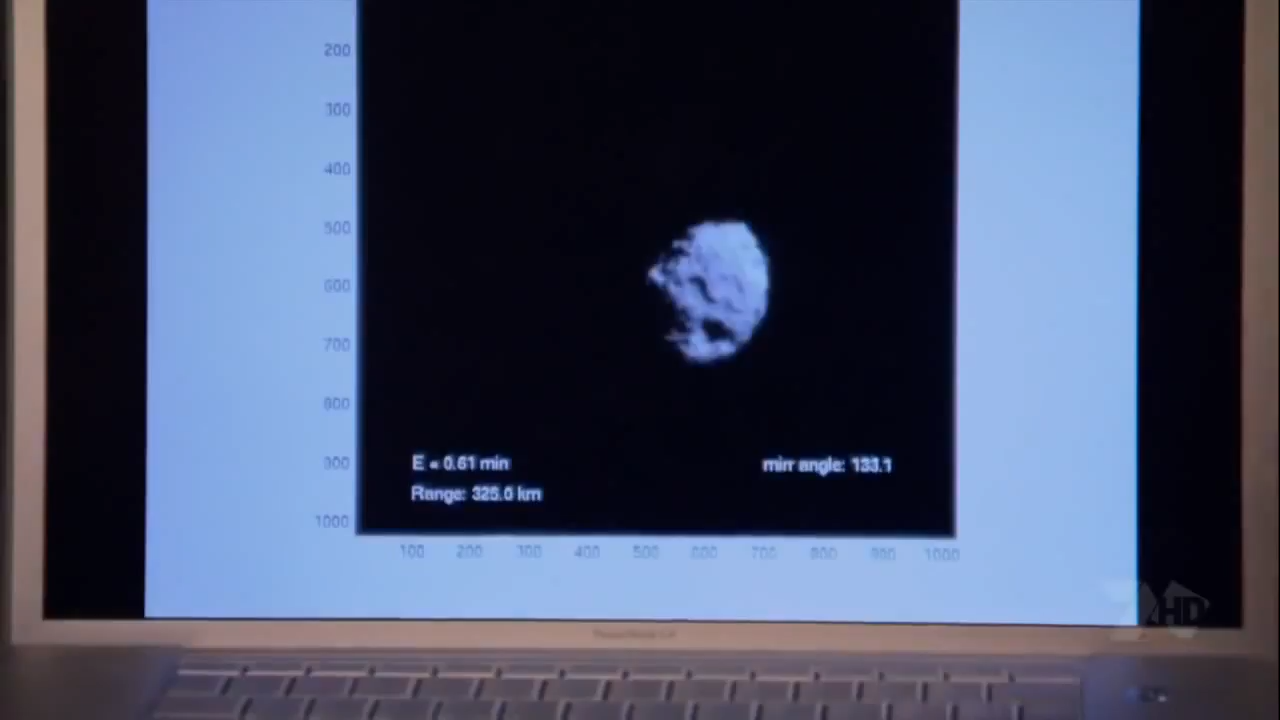 200
300
400
500
600
700
800
900
1000
E = 0.61 min
Range: 325.0 km
mirr angle: 133.1
100 200 300 400 500 600 700 800 900 1000
HD